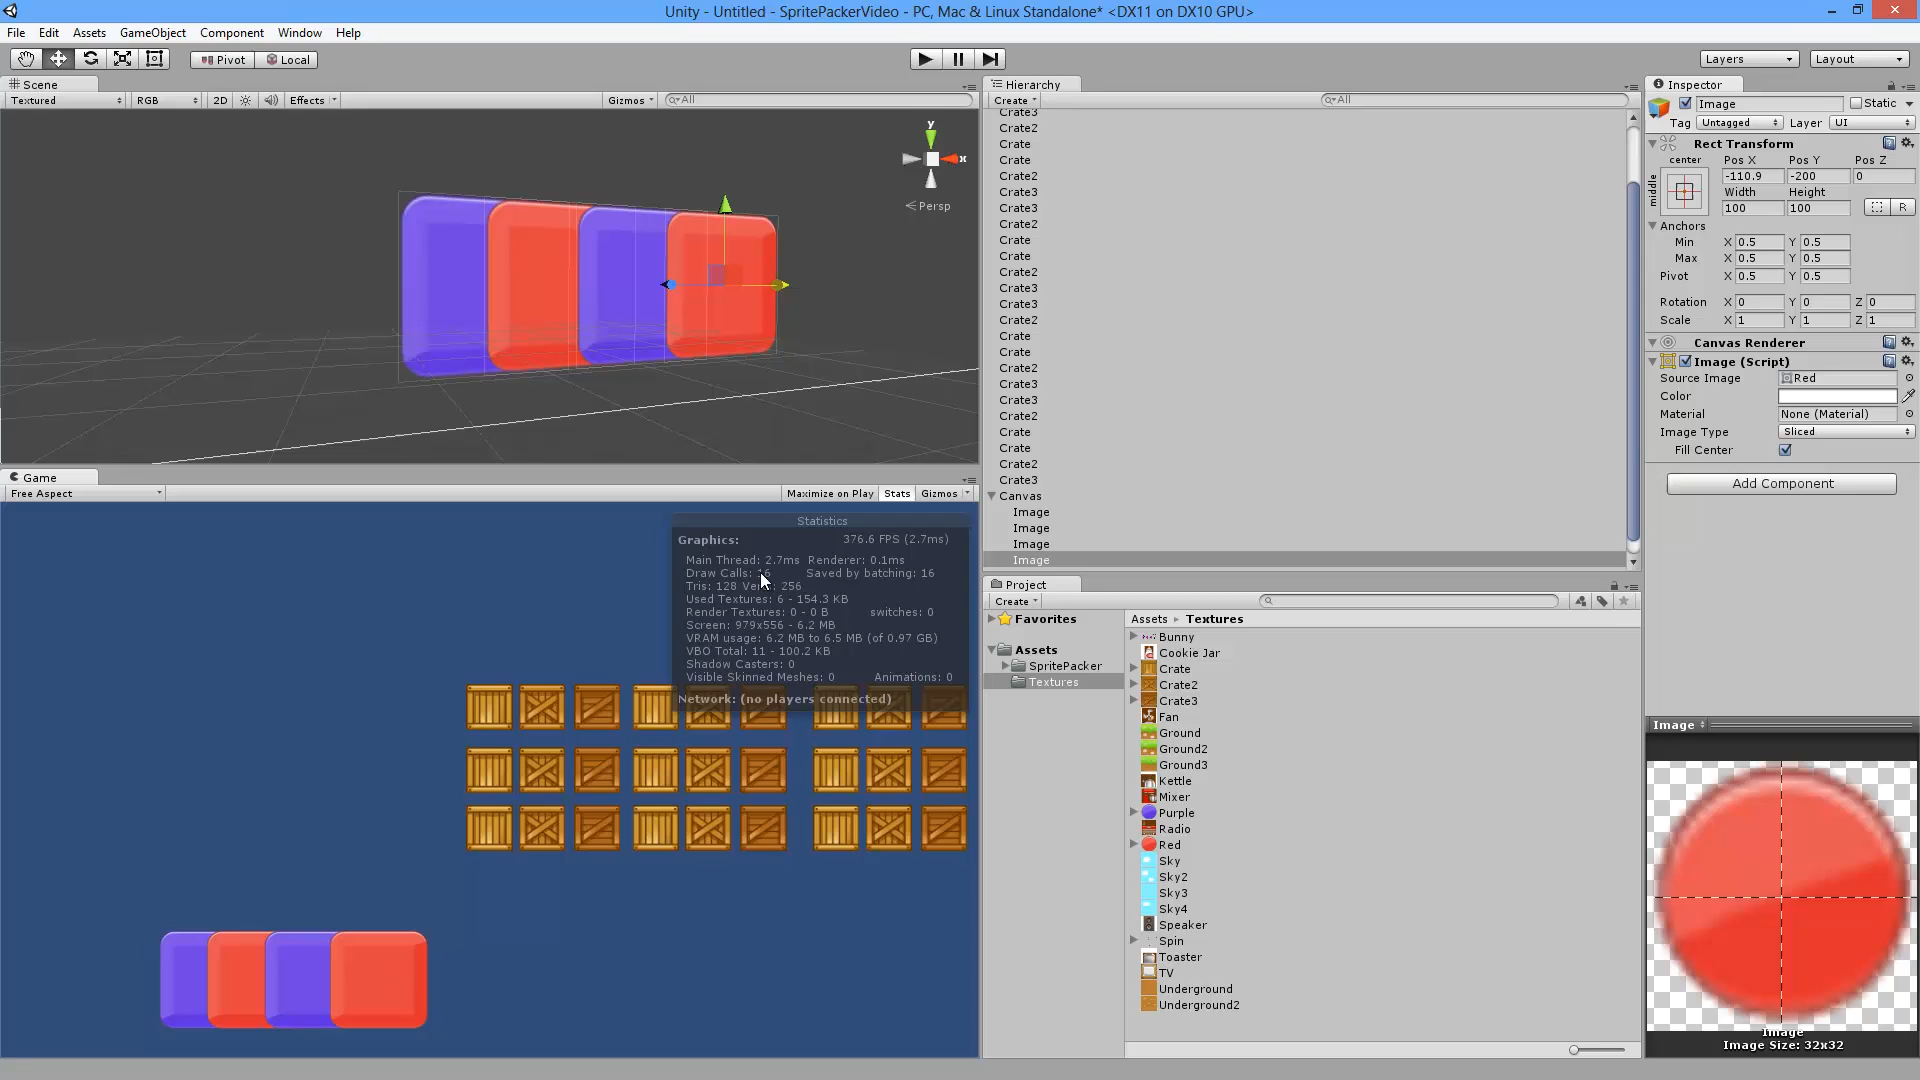 Unity - Untitled - SpritePackerVideo - PC, Mac & Linux Standalone* <DX11 on DX10 GPU>
File Edit Assets GameObject Component Window Help
Pivot Local Layers Layout
Scene
Textured RGB 2D Effects Gizmos All
y
x
Persp
Game
Free Aspect Maximize on Play Stats Gizmos
Statistics
Graphics: 376.6 FPS (2.7ms)
Main Thread: 2.7ms Renderer: 0.1ms
Draw Calls: 16 Saved by batching: 16
Tris: 128 256
Used Textures: 6 - 154.3 KB
Render Textures: 0 - 0 B switches: 0
Screen: 979x556 - 6.2 MB
VRAM usage: 6.2 MB to 6.5 MB (of 0.97 GB)
VBO Total: 11 - 100.2 KB
Shadow Casters: 0
Visible Skinned Meshes: 0 Animations: 0
Network: (no players connected)
Hierarchy
Create All
Crate3
Crate2
Crate
Crate
Crate2
Crate3
Crate3
Crate2
Crate
Crate
Crate2
Crate3
Crate3
Crate2
Crate
Crate
Crate2
Crate3
Crate3
Crate2
Crate
Crate
Crate2
Crate3
Canvas
Image
Image
Image
Image
Project
Create
Favorites
Assets
SpritePacker
Textures
Assets Textures
Bunny
Cookie Jar
Crate
Crate2
Crate3
Fan
Ground
Ground2
Ground3
Kettle
Mixer
Purple
Radio
Red
Sky
Sky2
Sky3
Sky4
Speaker
Spin
Toaster
TV
Underground
Underground2
Inspector
Image Static
Tag Untagged Layer UI
Rect Transform
center Pos X Pos Y Pos Z
middle -110.9 -200 0
Width Height
100 100 R
Anchors
Min X 0.5 Y 0.5
Max X 0.5 Y 0.5
Pivot X 0.5 Y 0.5
Rotation X 0 Y 0 Z 0
Scale X 1 Y 1 Z 1
Canvas Renderer
Image (Script)
Source Image Red
Color
Material None (Material)
Image Type Sliced
Fill Center
Add Component
Image
Image
Image Size: 32x32